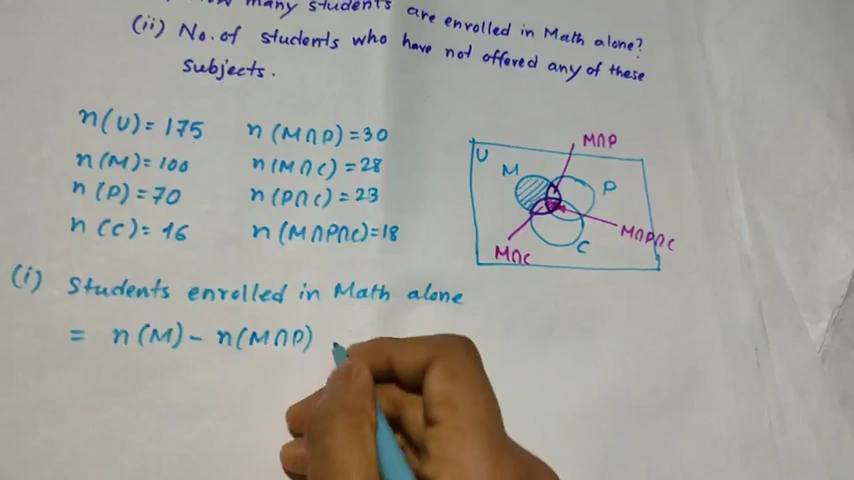 many students are enrolled in Math alone?
(ii) No. of students who have not offered any of these
subjects.
n(U) = 175 n(M∩P) = 30
n(M) = 100 n(M∩C) = 28
n(P) = 70 n(P∩C) = 23
n(C) = 16 n(M∩P∩C) = 18
U
M∩P
M
P
C
M∩P∩C
M∩C
(i) Students enrolled in Math alone
= n(M) - n(M∩P)